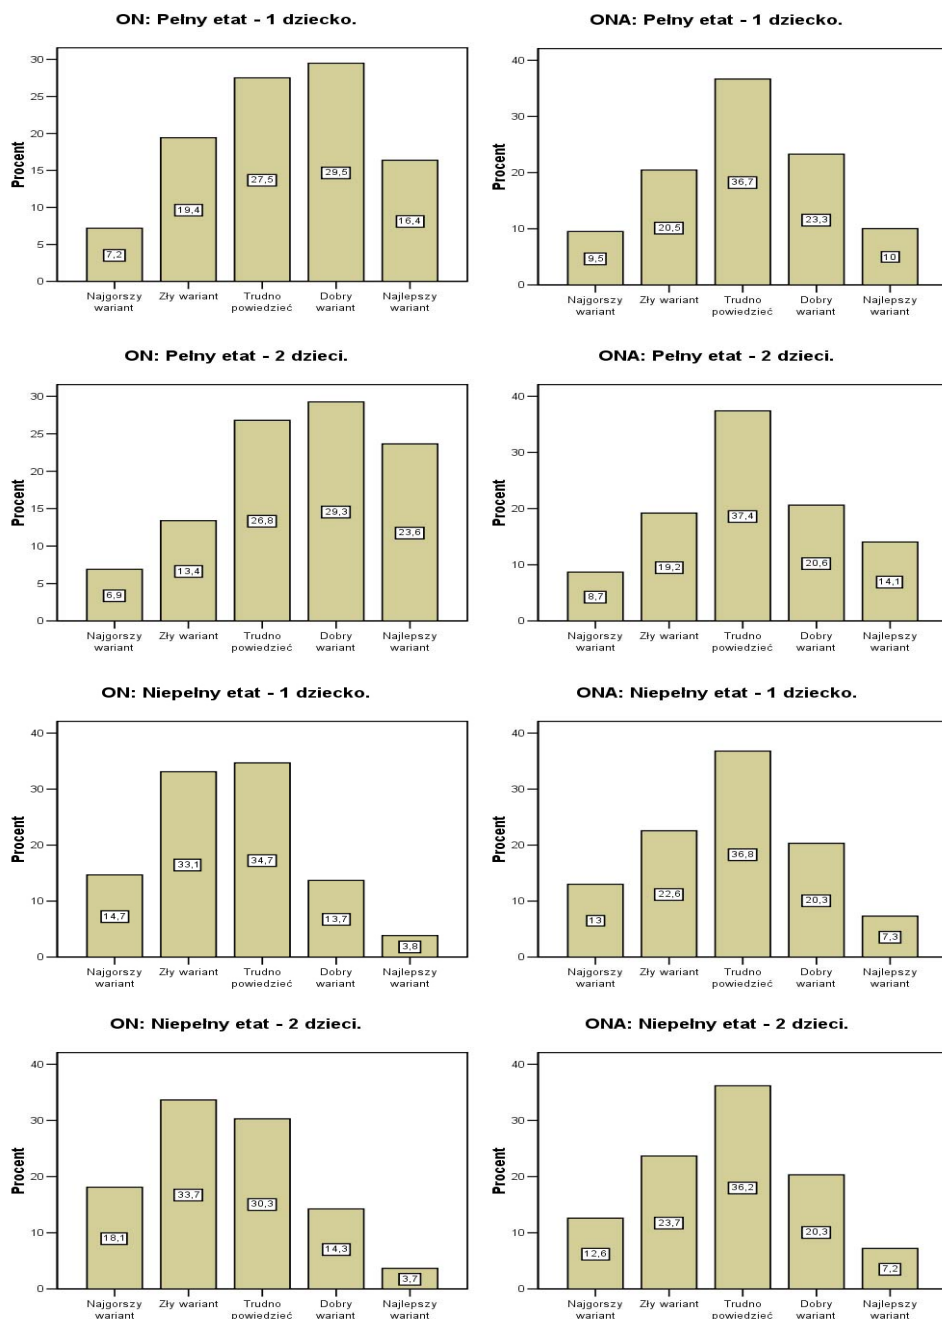 ON: Pełny etat - 1 dziecko.
Procent
30
25
20
15
10
5
0
7,2
19,4
27,5
29,5
16,4
Najgorszy wariant
Zły wariant
Trudno powiedzieć
Dobry wariant
Najlepszy wariant
ONA: Pełny etat - 1 dziecko.
Procent
40
30
20
10
0
9,5
20,5
36,7
23,3
10
Najgorszy wariant
Zły wariant
Trudno powiedzieć
Dobry wariant
Najlepszy wariant
ON: Pełny etat - 2 dzieci.
Procent
30
25
20
15
10
5
0
6,9
13,4
26,8
29,3
23,6
Najgorszy wariant
Zły wariant
Trudno powiedzieć
Dobry wariant
Najlepszy wariant
ONA: Pełny etat - 2 dzieci.
Procent
40
30
20
10
0
8,7
19,2
37,4
20,6
14,1
Najgorszy wariant
Zły wariant
Trudno powiedzieć
Dobry wariant
Najlepszy wariant
ON: Niepełny etat - 1 dziecko.
Procent
40
30
20
10
0
14,7
33,1
34,7
13,7
3,8
Najgorszy wariant
Zły wariant
Trudno powiedzieć
Dobry wariant
Najlepszy wariant
ONA: Niepełny etat - 1 dziecko.
Procent
40
30
20
10
0
13
22,6
36,8
20,3
7,3
Najgorszy wariant
Zły wariant
Trudno powiedzieć
Dobry wariant
Najlepszy wariant
ON: Niepełny etat - 2 dzieci.
Procent
40
30
20
10
0
18,1
33,7
30,3
14,3
3,7
Najgorszy wariant
Zły wariant
Trudno powiedzieć
Dobry wariant
Najlepszy wariant
ONA: Niepełny etat - 2 dzieci.
Procent
40
30
20
10
0
12,6
23,7
36,2
20,3
7,2
Najgorszy wariant
Zły wariant
Trudno powiedzieć
Dobry wariant
Najlepszy wariant